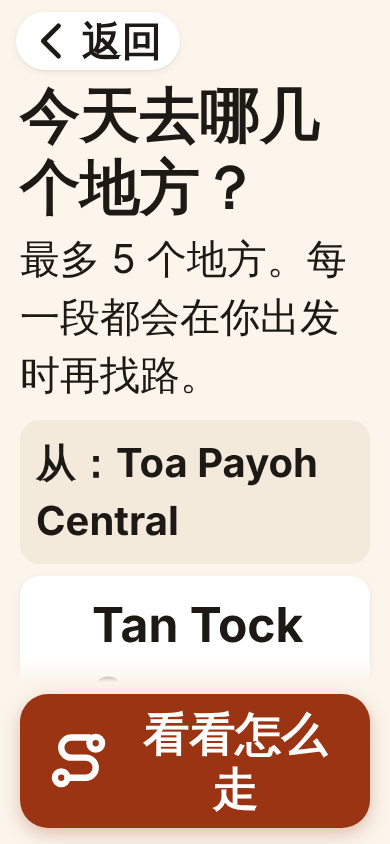 返回
今天去哪几
个地方？
最多 5 个地方。每
一段都会在你出发
时再找路。
从：Toa Payoh
Central
Tan Tock
看看怎么
走